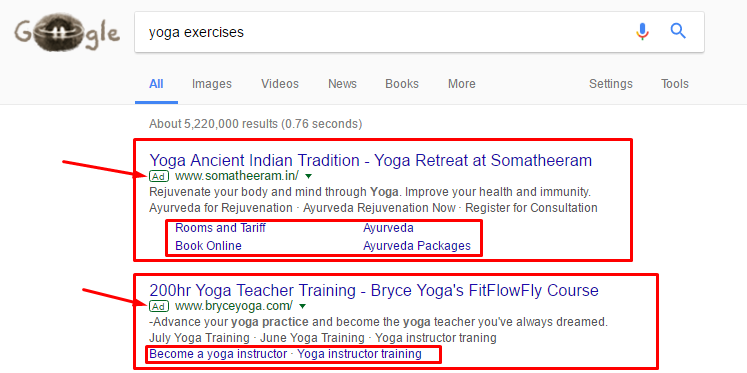 Google
yoga exercises
All Images Videos News Books More Settings Tools
About 5,220,000 results (0.76 seconds)
Yoga Ancient Indian Tradition - Yoga Retreat at Somatheeram
Ad www.somatheeram.in/
Rejuvenate your body and mind through Yoga. Improve your health and immunity.
Ayurveda for Rejuvenation · Ayurveda Rejuvenation Now · Register for Consultation
Rooms and Tariff Ayurveda
Book Online Ayurveda Packages
200hr Yoga Teacher Training - Bryce Yoga's FitFlowFly Course
Ad www.bryceyoga.com/
-Advance your yoga practice and become the yoga teacher you've always dreamed.
July Yoga Training · June Yoga Training · Yoga instructor traning
Become a yoga instructor · Yoga instructor training